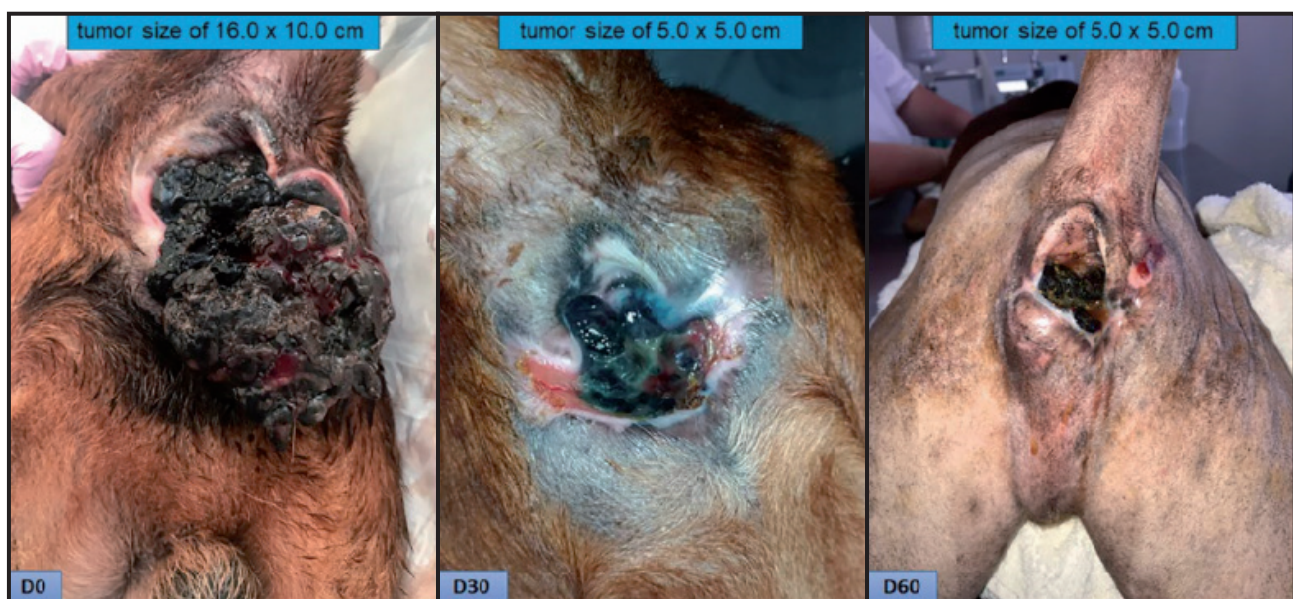 tumor size of 16.0 x 10.0 cm
tumor size of 5.0 x 5.0 cm
tumor size of 5.0 x 5.0 cm
D0
D30
D60